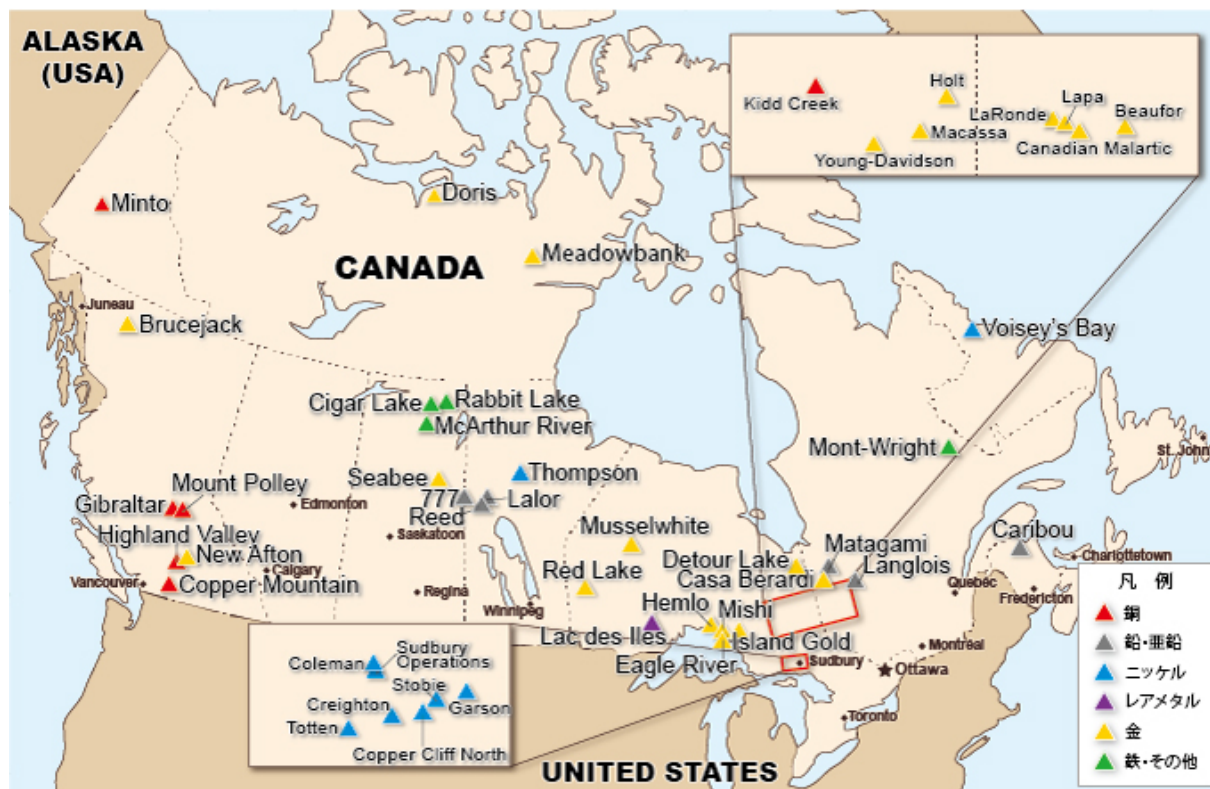 ALASKA
(USA)
Kidd Creek
Holt
Macassa
Young-Davidson
LaRonde
Lapa
Beaufor
Canadian Malartic
Minto
Doris
Meadowbank
CANADA
Juneau
Brucejack
Voisey's Bay
Cigar Lake
Rabbit Lake
McArthur River
Mont-Wright
St. John
Seabee
Thompson
777
Lalor
Reed
Mount Polley
Gibraltar
Edmonton
Saskatoon
Highland Valley
New Afton
Calgary
Vancouver
Copper Mountain
Regina
Winnipeg
Musselwhite
Red Lake
Detour Lake
Casa Berardi
Matagami
Langlois
Caribou
Charlottetown
Quebéc
Fredericton
Hemlo
Mishi
Lac des Iles
Island Gold
Eagle River
Sudbury
Montréal
Ottawa
Toronto
Coleman
Sudbury
Operations
Stobie
Creighton
Garson
Totten
Copper Cliff North
UNITED STATES
凡 例
銅
鉛・亜鉛
ニッケル
レアメタル
金
鉄・その他